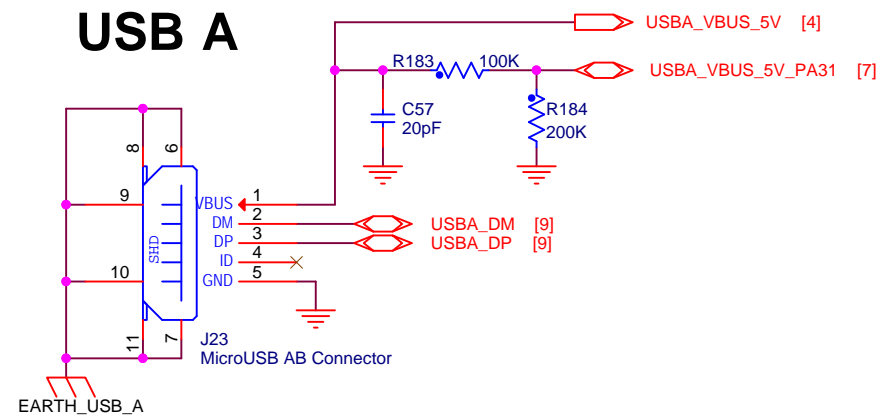 USB A
USBA_VBUS_5V [4]
R183 100K
USBA_VBUS_5V_PA31 [7]
C57
20pF
R184
200K
8
6
9
VBUS 1
DM 2
USBA_DM [9]
DP 3
USBA_DP [9]
SHD
ID 4
10
GND 5
11
7
J23
MicroUSB AB Connector
EARTH_USB_A